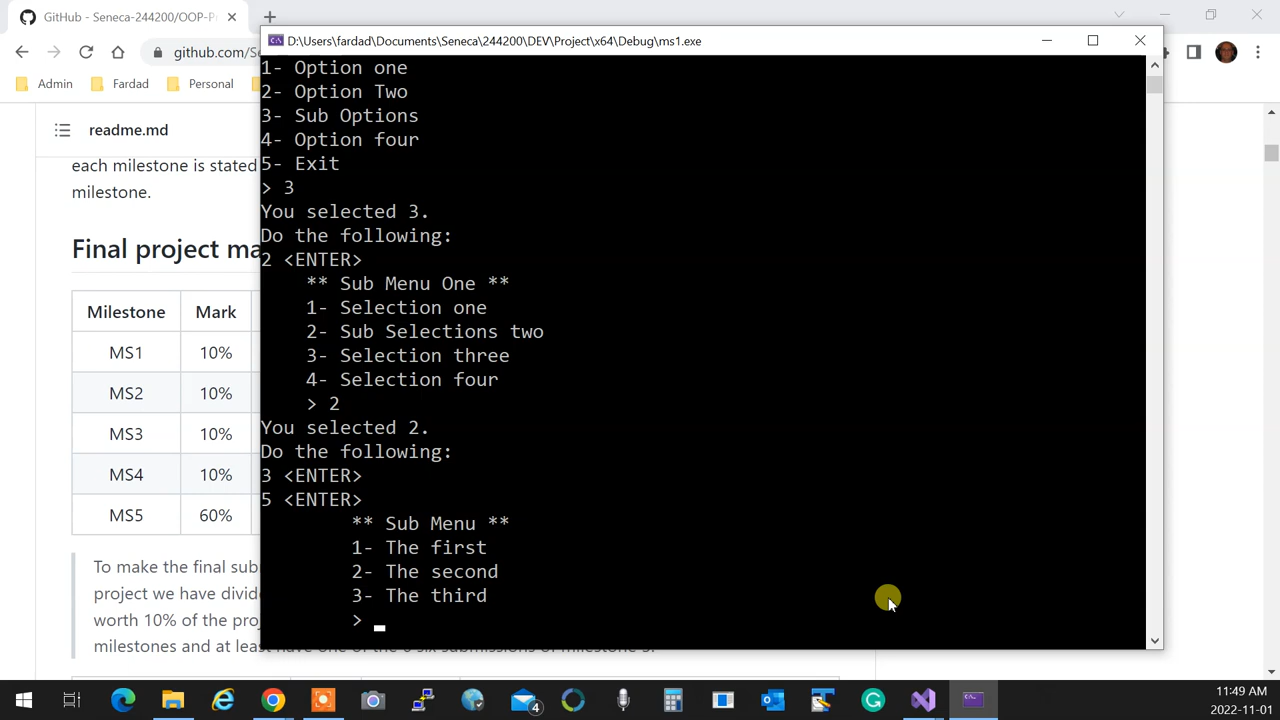 GitHub - Seneca-244200/OOP-Pr
github.com/S
Admin
Fardad
Personal
D:\Users\fardad\Documents\Seneca\244200\DEV\Project\x64\Debug\ms1.exe
readme.md
each milestone is stated
milestone.
Final project ma
Milestone Mark
MS1 10%
MS2 10%
MS3 10%
MS4 10%
MS5 60%
To make the final sub
project we have divide
worth 10% of the pro
milestones and at lea
1- Option one
2- Option Two
3- Sub Options
4- Option four
5- Exit
> 3
You selected 3.
Do the following:
2 <ENTER>
** Sub Menu One **
1- Selection one
2- Sub Selections two
3- Selection three
4- Selection four
> 2
You selected 2.
Do the following:
3 <ENTER>
5 <ENTER>
** Sub Menu **
1- The first
2- The second
3- The third
>
4
11:49 AM
2022-11-01